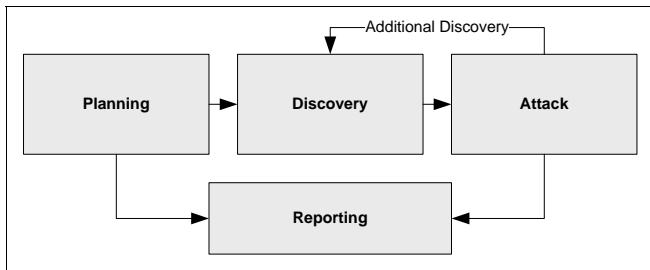 Additional Discovery
Planning
Discovery
Attack
Reporting